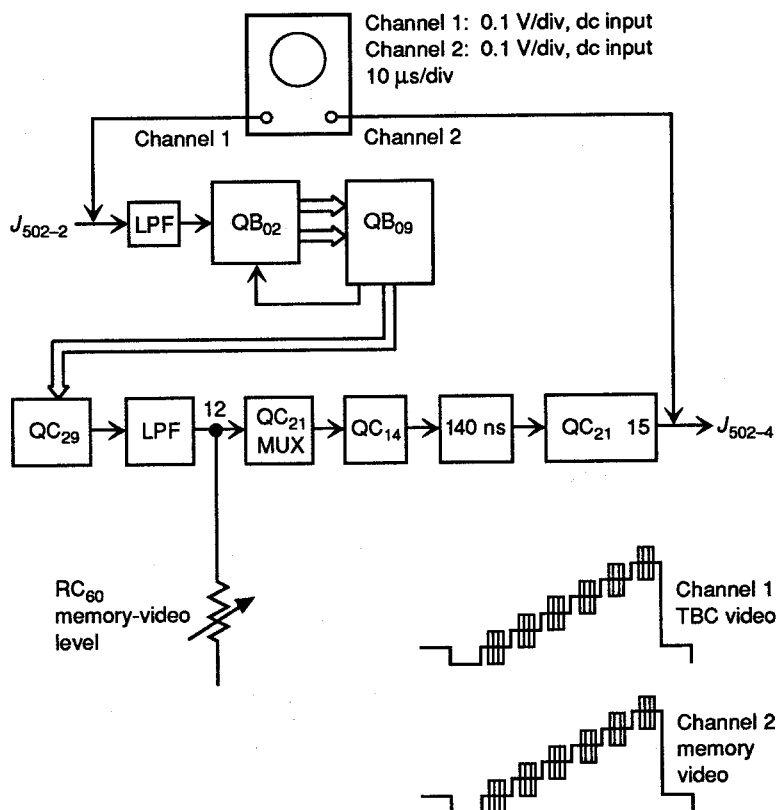 Channel 1: 0.1 V/div, dc input
Channel 2: 0.1 V/div, dc input
10 μs/div
Channel 1
Channel 2
J502–2
LPF
QB02
QB09
QC29
LPF
12
QC21
MUX
QC14
140 ns
QC21 15
J502–4
RC60
memory-video
level
Channel 1
TBC video
Channel 2
memory
video